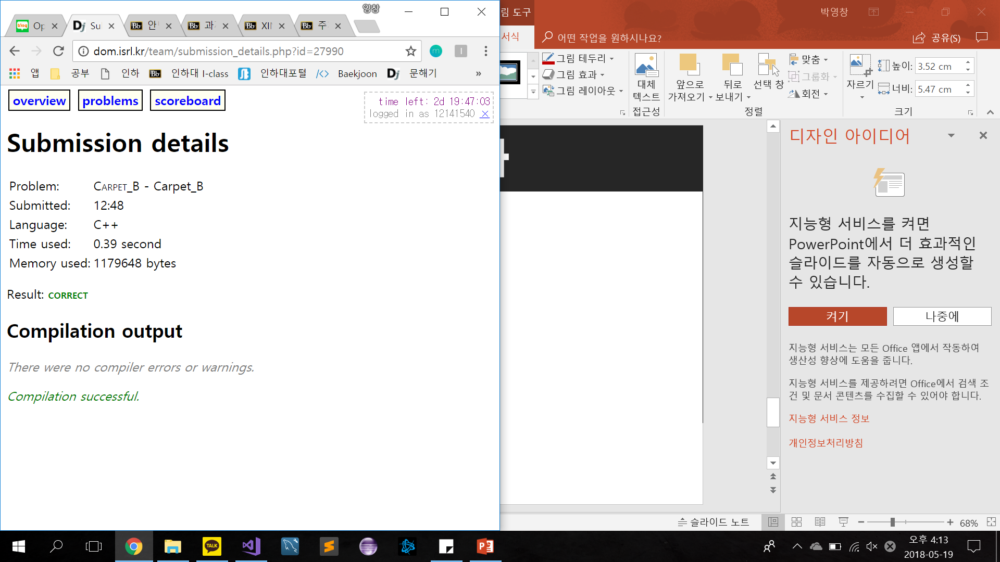 영창
Op
Su
안
과
XII
주
dom.isrl.kr/team/submission_details.php?id=27990
앱 공부 인하 인하대 I-class 인하대포털 Baekjoon 문해기 »
overview problems scoreboard
time left: 2d 19:47:03
logged in as 12141540
Submission details
Problem: CARPET_B - Carpet_B
Submitted: 12:48
Language: C++
Time used: 0.39 second
Memory used: 1179648 bytes
Result: CORRECT
Compilation output
There were no compiler errors or warnings.
Compilation successful.
림 도구
박영창
서식
어떤 작업을 원하시나요?
공유(S)
그림 테두리
그림 효과
그림 레이아웃
대체
텍스트
접근성
앞으로
가져오기
뒤로
보내기
선택 창
맞춤
그룹화
회전
정렬
자르기
높이: 3.52 cm
너비: 5.47 cm
크기
디자인 아이디어
지능형 서비스를 켜면
PowerPoint에서 더 효과적인
슬라이드를 자동으로 생성할
수 있습니다.
켜기
나중에
지능형 서비스는 모든 Office 앱에서 작동하여
생산성 향상에 도움을 줍니다.
지능형 서비스를 제공하려면 Office에서 검색 조
건 및 문서 콘텐츠를 수집할 수 있어야 합니다.
지능형 서비스 정보
개인정보처리방침
슬라이드 노트
68%
TALK
오후 4:13
2018-05-19